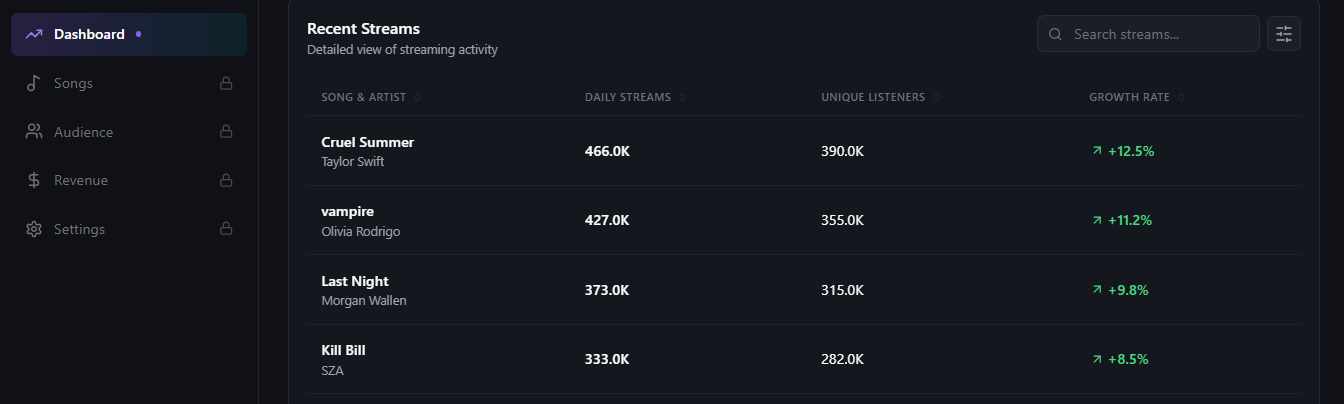 Dashboard
Songs
Audience
Revenue
Settings
Recent Streams
Detailed view of streaming activity
Search streams...
SONG & ARTIST DAILY STREAMS UNIQUE LISTENERS GROWTH RATE
Cruel Summer
Taylor Swift
466.0K 390.0K +12.5%
vampire
Olivia Rodrigo
427.0K 355.0K +11.2%
Last Night
Morgan Wallen
373.0K 315.0K +9.8%
Kill Bill
SZA
333.0K 282.0K +8.5%